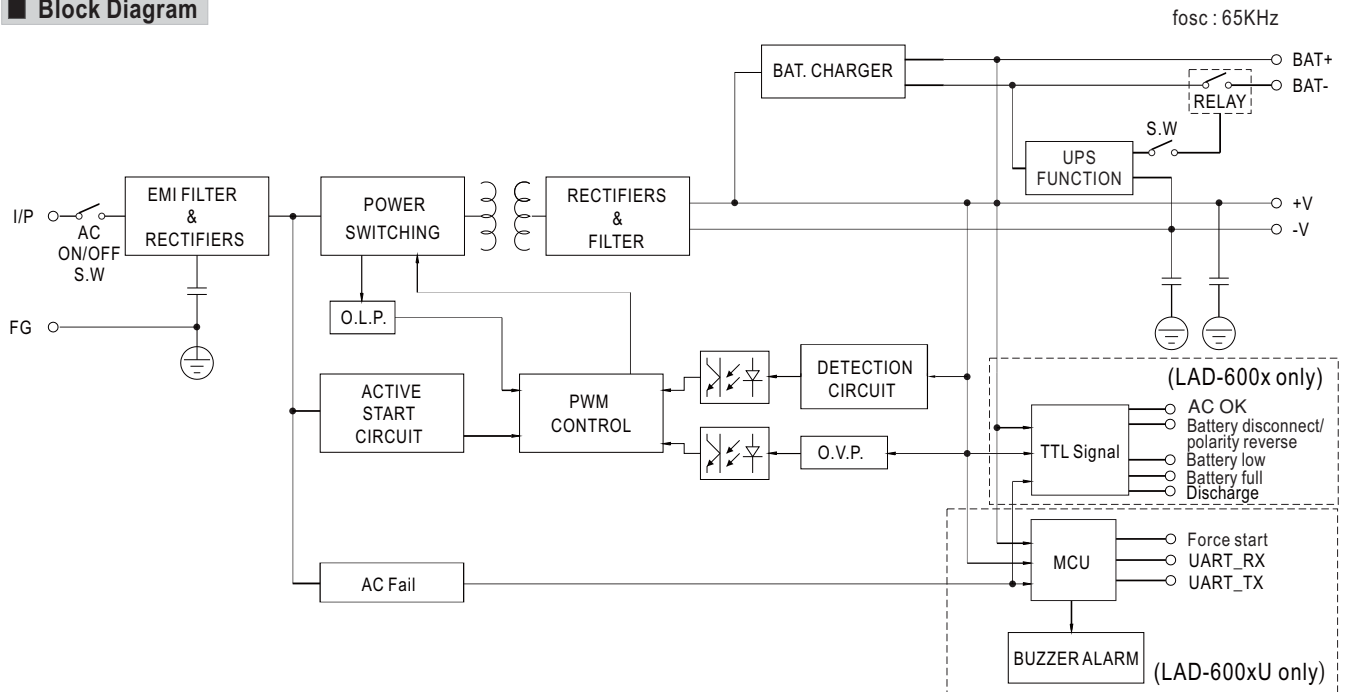 Block Diagram
fosc : 65KHz
BAT. CHARGER
BAT+
BAT-
RELAY
S.W
UPS
FUNCTION
I/P
AC
ON/OFF
S.W
EMI FILTER
&
RECTIFIERS
POWER
SWITCHING
RECTIFIERS
&
FILTER
+V
-V
FG
O.L.P.
ACTIVE
START
CIRCUIT
PWM
CONTROL
DETECTION
CIRCUIT
O.V.P.
(LAD-600x only)
TTL Signal
AC OK
Battery disconnect/
polarity reverse
Battery low
Battery full
Discharge
AC Fail
MCU
Force start
UART_RX
UART_TX
BUZZER ALARM
(LAD-600xU only)